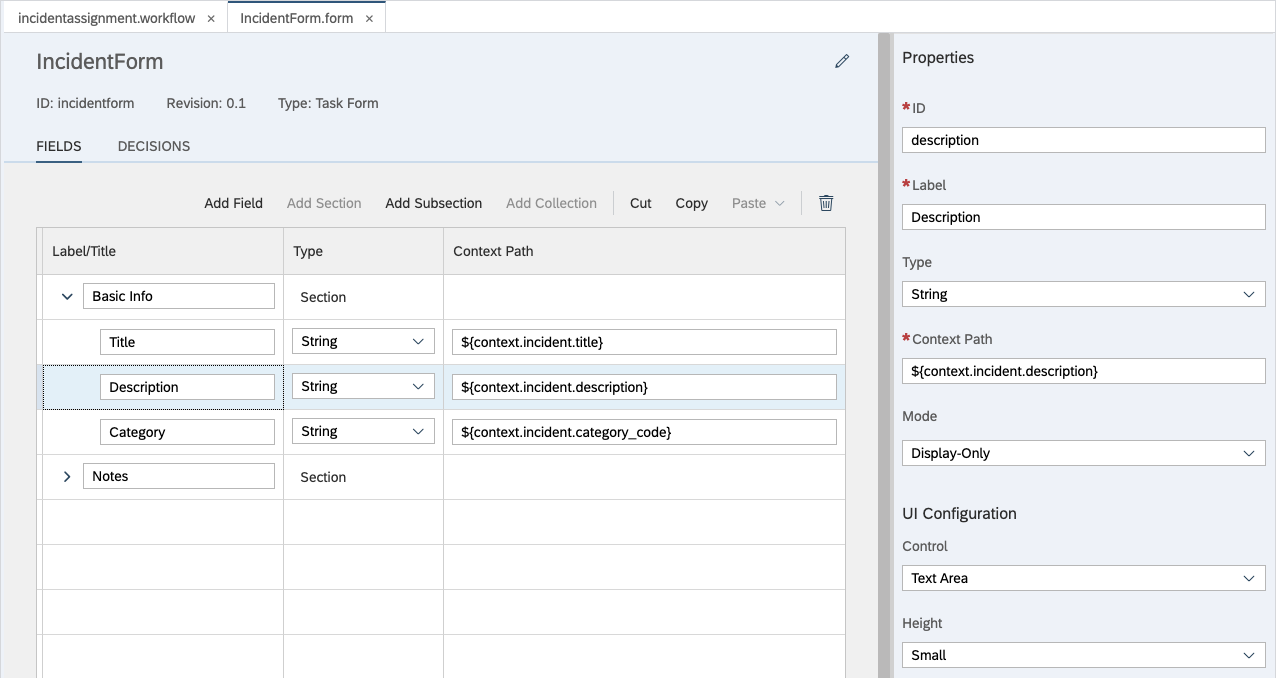 incidentassignment.workflow ×
IncidentForm.form ×
IncidentForm
ID: incidentform Revision: 0.1 Type: Task Form
FIELDS DECISIONS
Add Field Add Section Add Subsection Add Collection Cut Copy Paste
Label/Title Type Context Path
Basic Info Section
Title String ${context.incident.title}
Description String ${context.incident.description}
Category String ${context.incident.category_code}
Notes Section
Properties
*ID
description
*Label
Description
Type
String
*Context Path
${context.incident.description}
Mode
Display-Only
UI Configuration
Control
Text Area
Height
Small